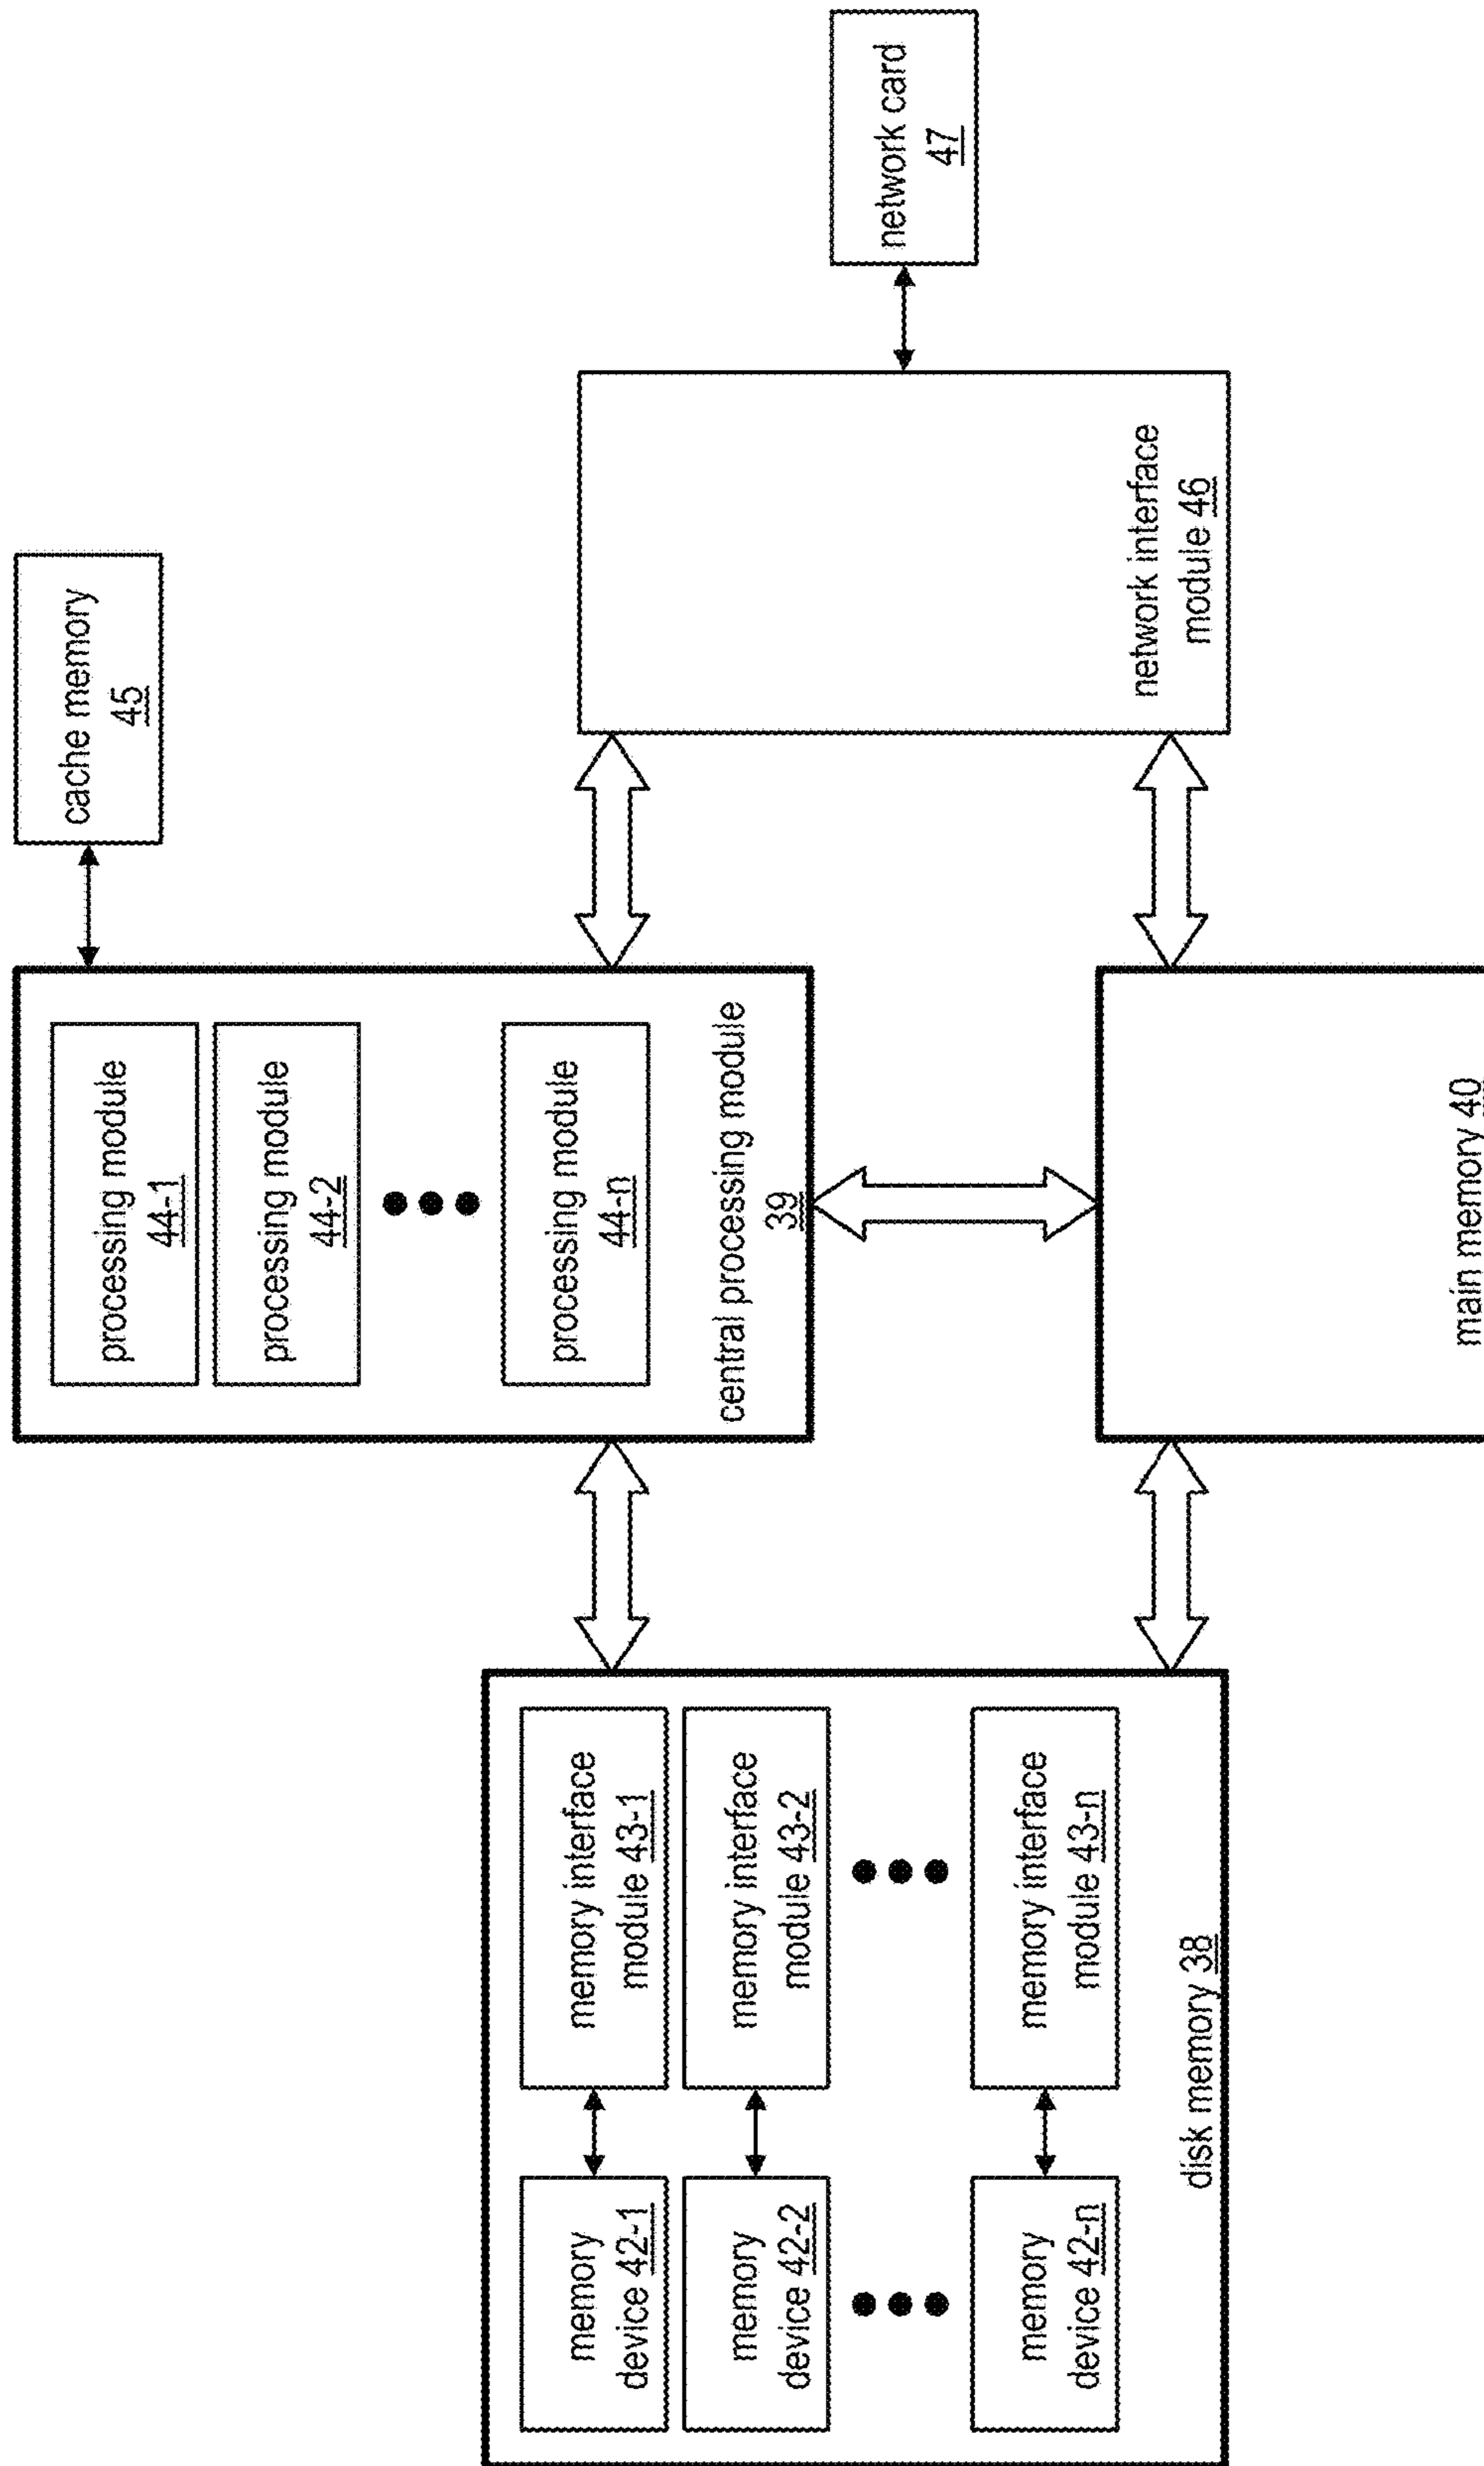 cache memory
45
processing module
44-1
processing module
44-2
processing module
44-n
central processing module
39
memory
device 42-1
memory interface
module 43-1
memory
device 42-2
memory interface
module 43-2
memory
device 42-n
memory interface
module 43-n
disk memory 38
network interface
module 46
network card
47
main memory 40